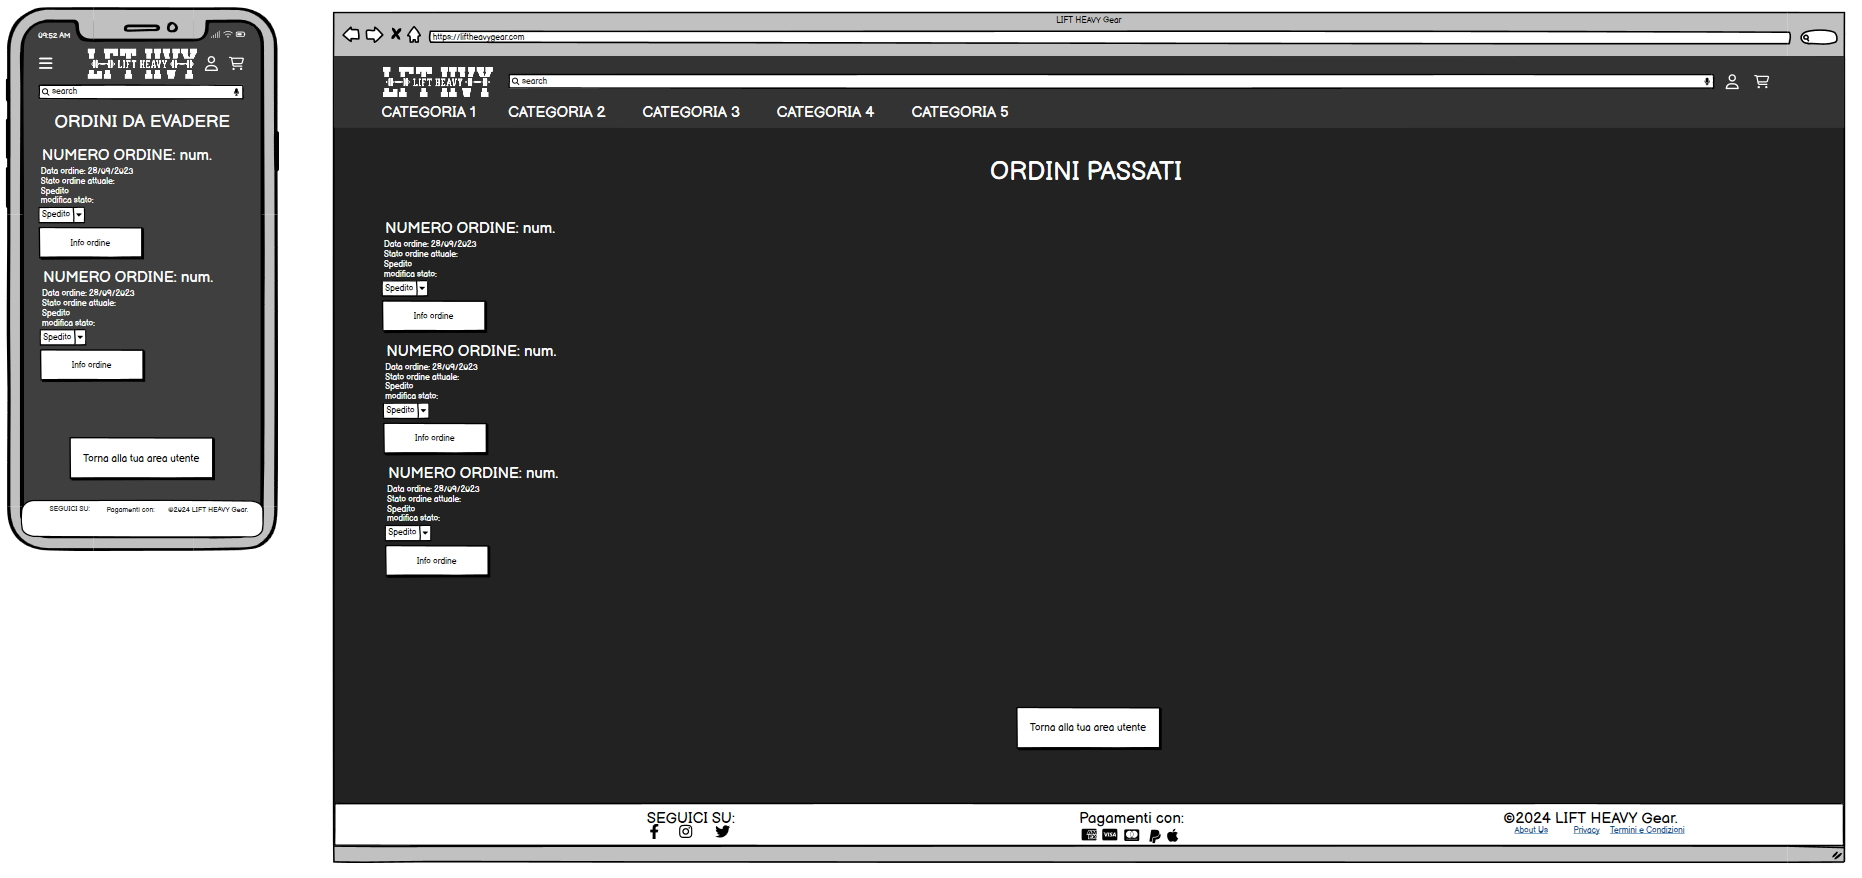 09:52 AM
LFT HVY
LIFT HEAVY
search
ORDINI DA EVADERE
NUMERO ORDINE: num.
Data ordine: 28/09/2023
Stato ordine attuale:
Spedito
modifica stato:
Spedito
Info ordine
NUMERO ORDINE: num.
Data ordine: 28/09/2023
Stato ordine attuale:
Spedito
modifica stato:
Spedito
Info ordine
Torna alla tua area utente
SEGUICI SU: Pagamenti con: ©2024 LIFT HEAVY Gear.
LIFT HEAVY Gear
https://liftheavygear.com
LFT HVY
LIFT HEAVY
search
CATEGORIA 1 CATEGORIA 2 CATEGORIA 3 CATEGORIA 4 CATEGORIA 5
ORDINI PASSATI
NUMERO ORDINE: num.
Data ordine: 28/09/2023
Stato ordine attuale:
Spedito
modifica stato:
Spedito
Info ordine
NUMERO ORDINE: num.
Data ordine: 28/09/2023
Stato ordine attuale:
Spedito
modifica stato:
Spedito
Info ordine
NUMERO ORDINE: num.
Data ordine: 28/09/2023
Stato ordine attuale:
Spedito
modifica stato:
Spedito
Info ordine
Torna alla tua area utente
SEGUICI SU: Pagamenti con: ©2024 LIFT HEAVY Gear.
VISA
About Us Privacy Termini e Condizioni